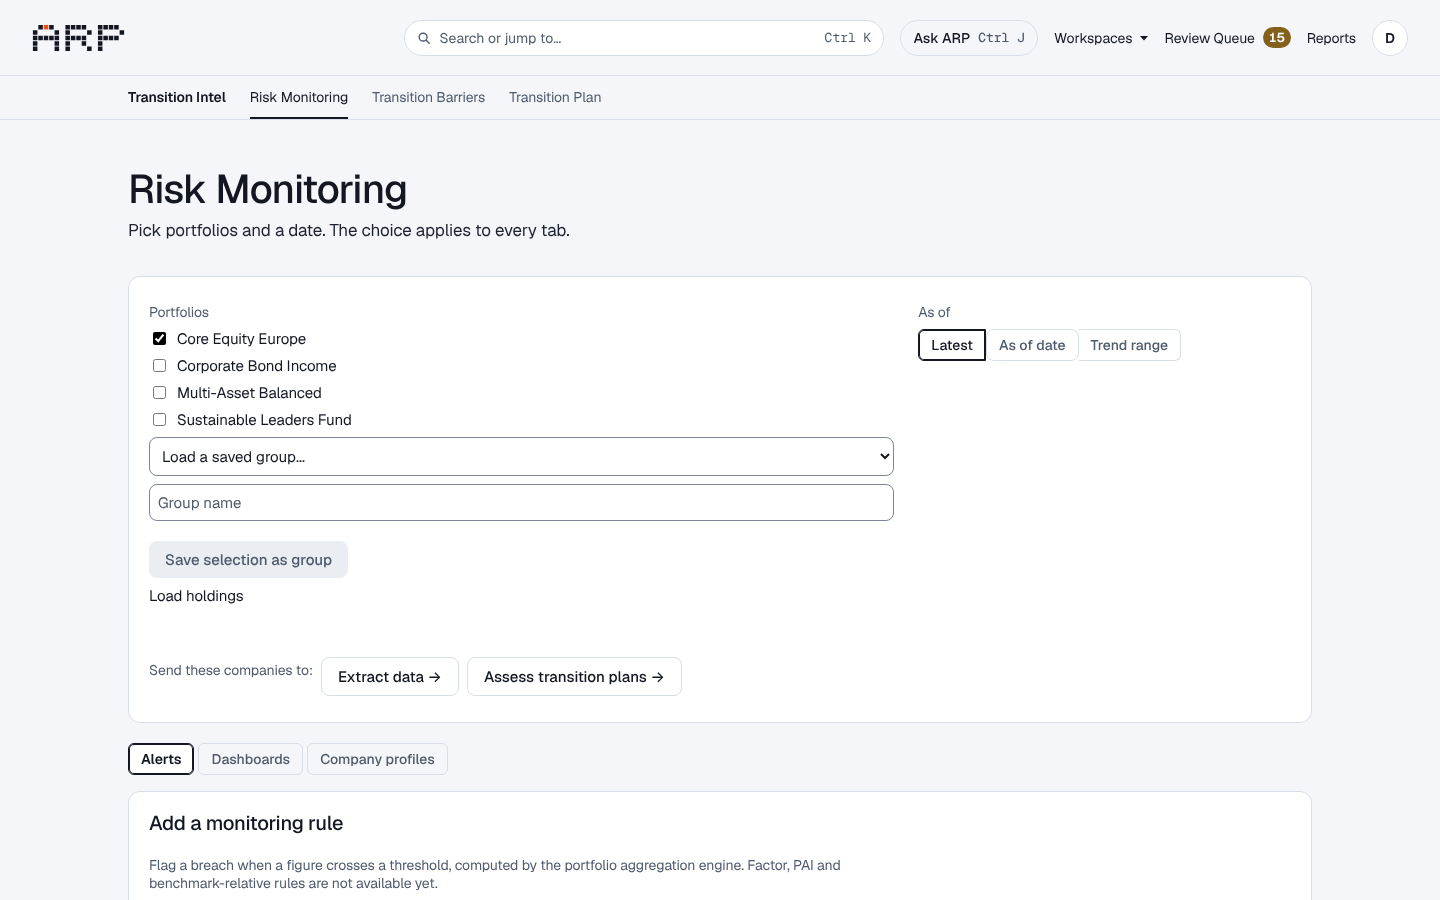 ARP
Search or jump to... Ctrl K
Ask ARP Ctrl J
Workspaces
Review Queue 15
Reports
D
Transition Intel
Risk Monitoring
Transition Barriers
Transition Plan
Risk Monitoring
Pick portfolios and a date. The choice applies to every tab.
Portfolios
Core Equity Europe
Corporate Bond Income
Multi-Asset Balanced
Sustainable Leaders Fund
Load a saved group...
Group name
Save selection as group
Load holdings
As of
Latest
As of date
Trend range
Send these companies to:
Extract data →
Assess transition plans →
Alerts
Dashboards
Company profiles
Add a monitoring rule
Flag a breach when a figure crosses a threshold, computed by the portfolio aggregation engine. Factor, PAI and
benchmark-relative rules are not available yet.